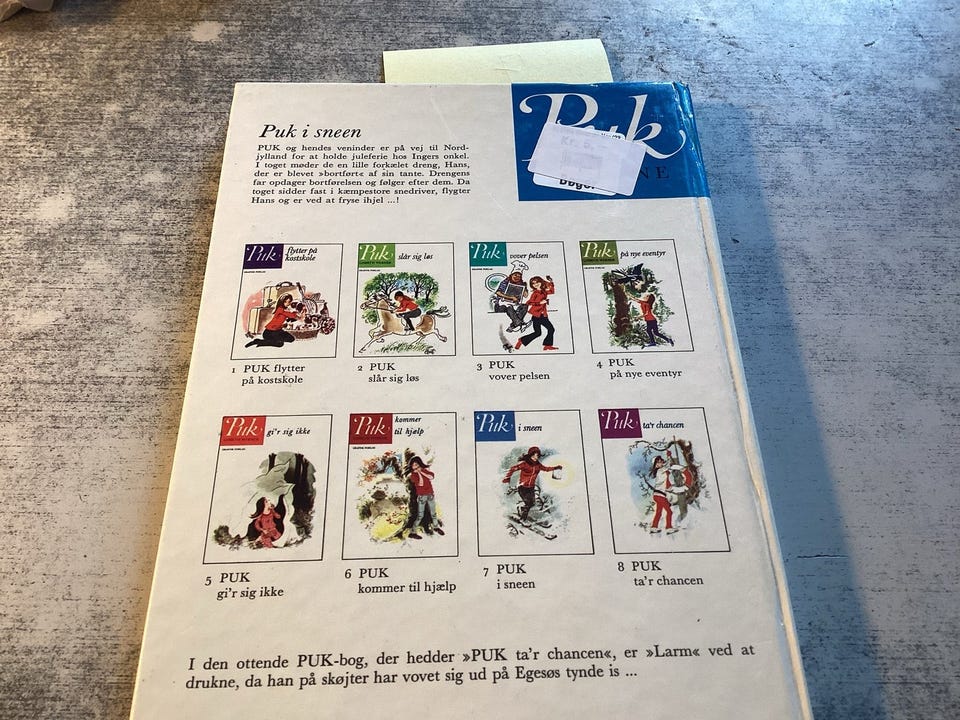 Puk i sneen
PUK og hendes veninder er på vej til Nord-
jylland for at holde juleferie hos Ingers onkel.
I toget møder de en lille forkælet dreng, Hans,
der er blevet »bortført« af sin tante. Drengens
far opdager bortførelsen og følger efter dem. Da
toget sidder fast i kæmpestore snedriver, flygter
Hans og er ved at fryse ihjel ...!
Puk
Kr. 5.
NE
Puk
flytter på
kostskole
Puk
slår sig løs
Puk
vover pelsen
Puk
på nye eventyr
1 PUK flytter
på kostskole
2 PUK
slår sig løs
3 PUK
vover pelsen
4 PUK
på nye eventyr
Puk
gi'r sig ikke
Puk
kommer
til hjælp
Puk
i sneen
Puk
ta'r chancen
5 PUK
gi'r sig ikke
6 PUK
kommer til hjælp
7 PUK
i sneen
8 PUK
ta'r chancen
I den ottende PUK-bog, der hedder »PUK ta'r chancen«, er »Larm« ved at
drukne, da han på skøjter har vovet sig ud på Egesøs tynde is ...